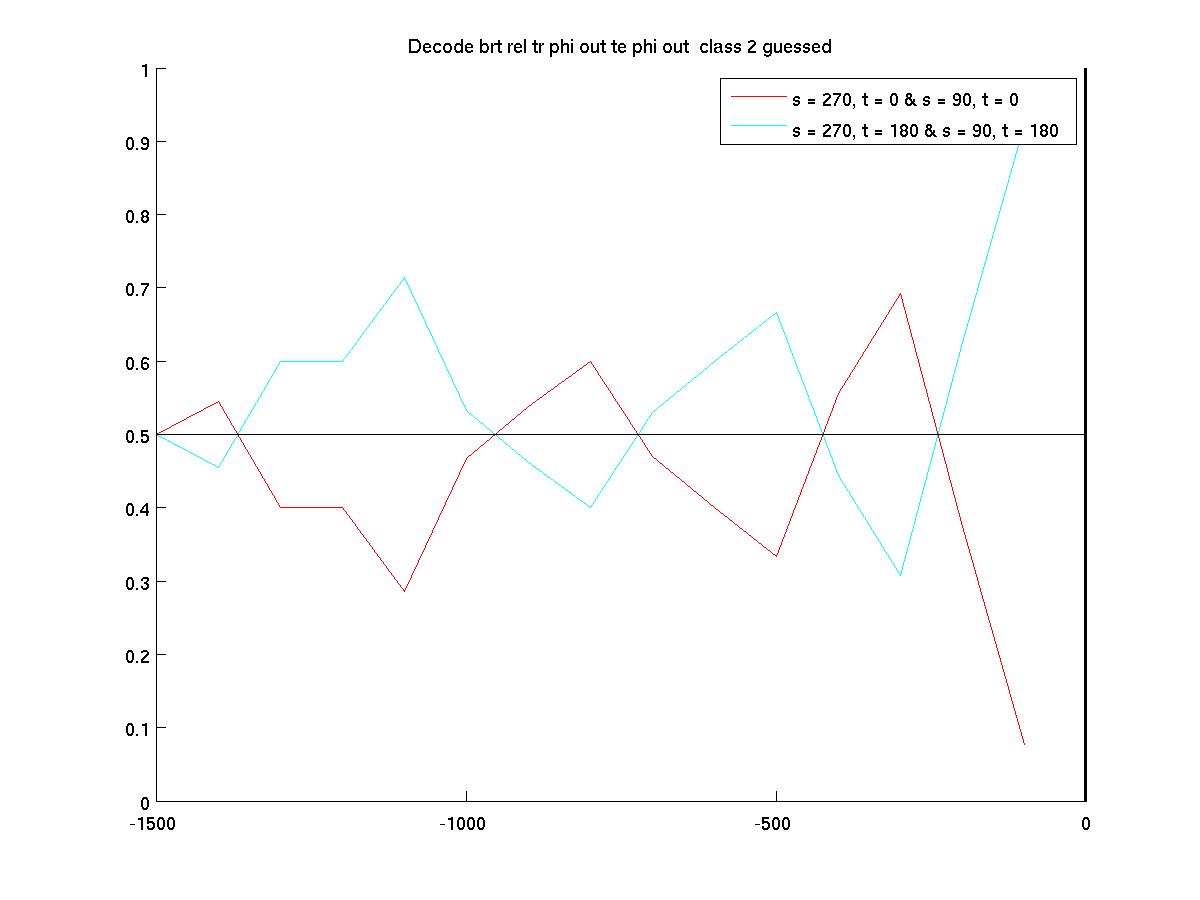 Decode brt rel tr phi out te phi out  class 2 guessed
s = 270, t = 0 & s = 90, t = 0
s = 270, t = 180 & s = 90, t = 180
1
0.9
0.8
0.7
0.6
0.5
0.4
0.3
0.2
0.1
0
-1500 -1000 -500 0